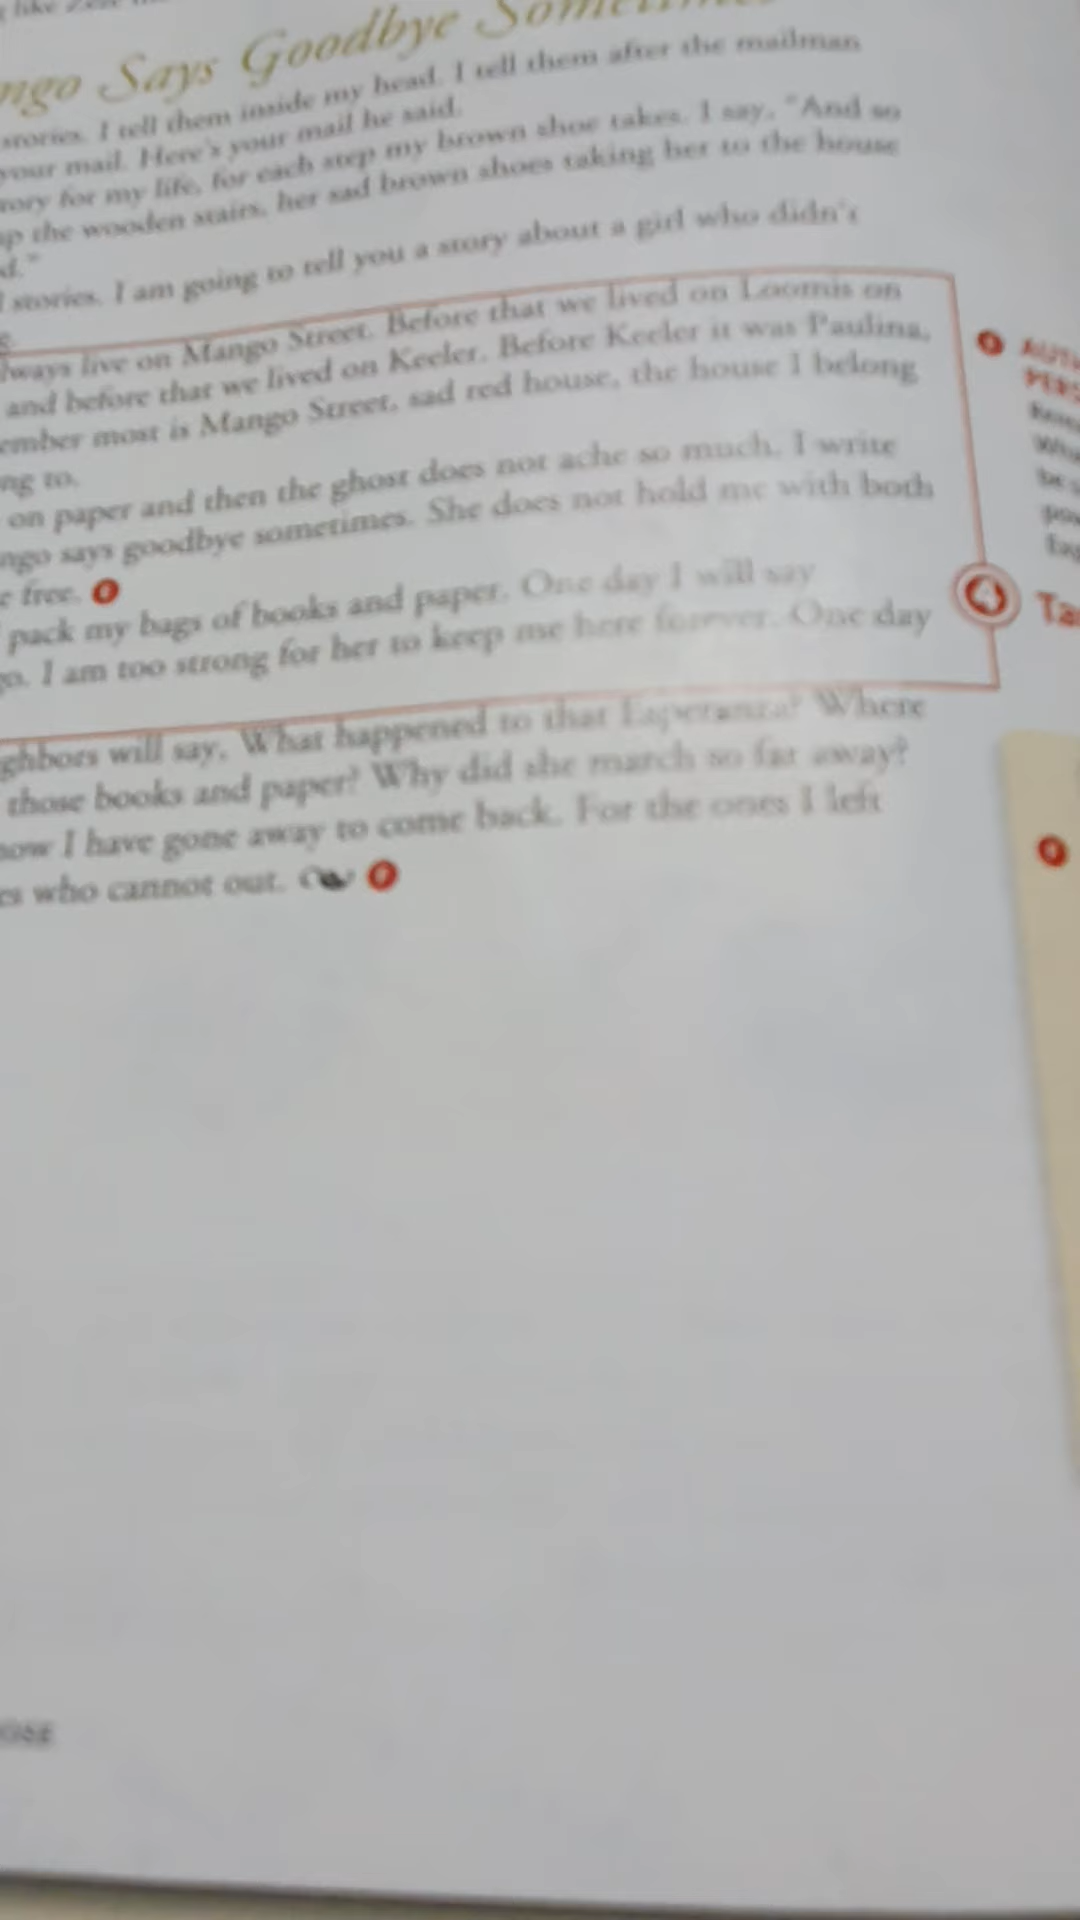 like
ngo Says Goodbye
stories. I tell them inside my head. I tell them after the mailman
your mail. Here's your mail he said.
tory for my life, for each step my brown shoe takes. I say, "And so
up the wooden stairs, her sad brown shoes taking her to the house
d."
stories. I am going to tell you a story about a girl who didn't
lways live on Mango Street. Before that we lived on Loomis on
and before that we lived on Keeler. Before Keeler it was Paulina,
ember most is Mango Street, sad red house, the house I belong
ng to.
on paper and then the ghost does not ache so much. I write
ngo says goodbye sometimes. She does not hold me with both
e free.
pack my bags of books and paper. One day I will say
go. I am too strong for her to keep me here forever. One day
ghbors will say, What happened to that Esperanza? Where
those books and paper? Why did she march so far away?
now I have gone away to come back. For the ones I left
es who cannot out.
AUT
PERS
Ta